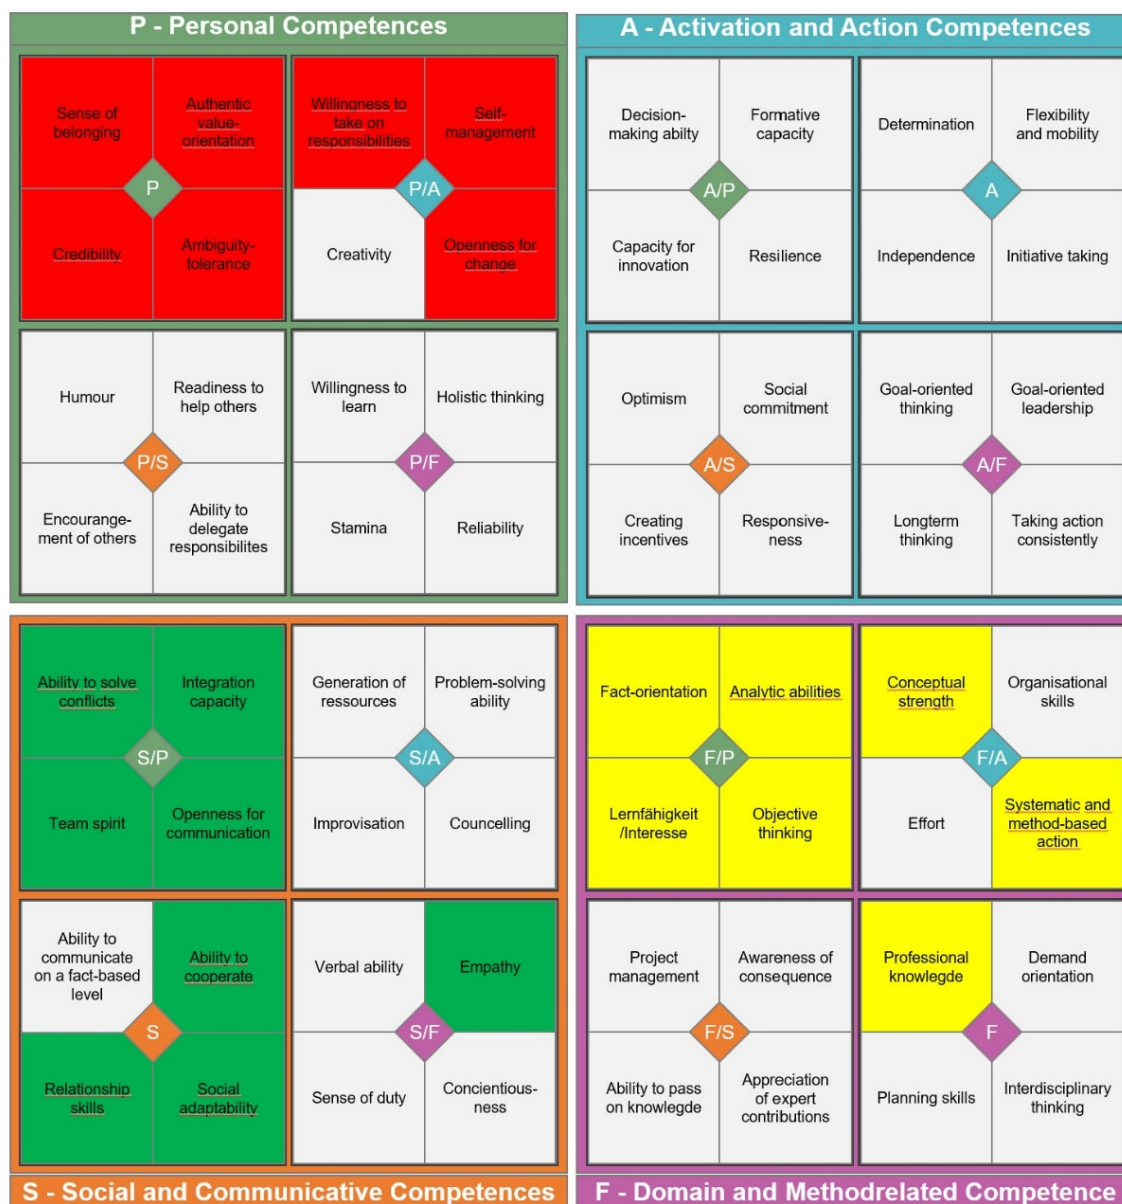 P - Personal Competences
Sense of
belonging
Authentic
value-
orientation
P
Credibility
Ambiguity-
tolerance
Willingness to
take on
responsibilities
Self-
management
P/A
Creativity
Openness for
change
Humour
Readiness to
help others
P/S
Encourange-
ment of others
Ability to
delegate
responsibilites
Willingness to
learn
Holistic thinking
P/F
Stamina
Reliability
A - Activation and Action Competences
Decision-
making abilty
Formative
capacity
A/P
Capacity for
innovation
Resilience
Determination
Flexibility
and mobility
A
Independence
Initiative taking
Optimism
Social
commitment
A/S
Creating
incentives
Responsive-
ness
Goal-oriented
thinking
Goal-oriented
leadership
A/F
Longterm
thinking
Taking action
consistently
Ability to solve
conflicts
Integration
capacity
S/P
Team spirit
Openness for
communication
Generation of
ressources
Problem-solving
ability
S/A
Improvisation
Councelling
Ability to
communicate
on a fact-based
level
Ability to
cooperate
S
Relationship
skills
Social
adaptability
Verbal ability
Empathy
S/F
Sense of duty
Concientious-
ness
S - Social and Communicative Competences
Fact-orientation
Analytic abilities
F/P
Lernfähigkeit
/Interesse
Objective
thinking
Conceptual
strength
Organisational
skills
F/A
Effort
Systematic and
method-based
action
Project
management
Awareness of
consequence
F/S
Ability to pass
on knowlegde
Appreciation
of expert
contributions
Professional
knowlegde
Demand
orientation
F
Planning skills
Interdisciplinary
thinking
F - Domain and Methodrelated Competence